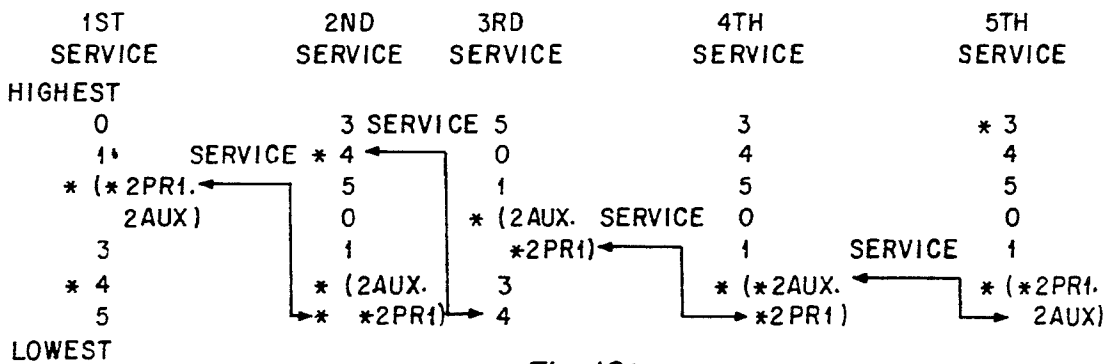 1ST 2ND 3RD 4TH 5TH
SERVICE SERVICE SERVICE SERVICE SERVICE
HIGHEST
0 3 SERVICE 5 3 * 3
1 SERVICE * 4 0 4 4
* (*2PR1. 5 1 5 5
2AUX) 0 * (2AUX. SERVICE 0 0
3 1 *2PR1) 1 SERVICE 1
* 4 * (2AUX. 3 * (*2AUX. * (*2PR1.
5 * *2PR1) 4 *2PR1) 2AUX)
LOWEST